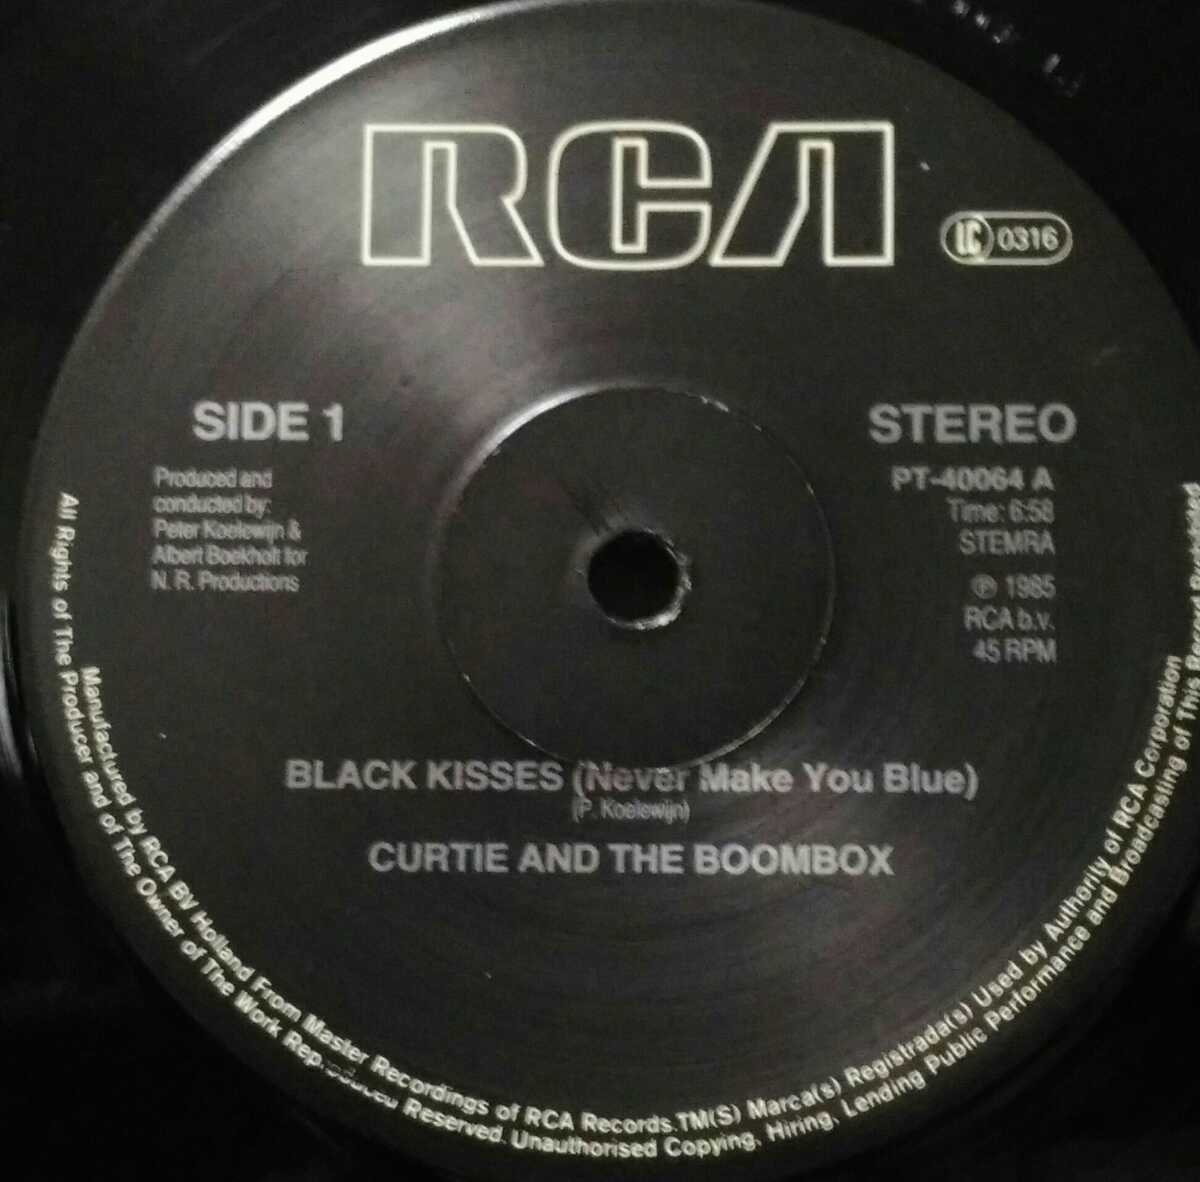 RCA
LC 0316
SIDE 1
STEREO
Produced and
conducted by:
Peter Koelewijn &
Albert Boekholt for
N. R. Productions
PT-40064 A
Time: 6:58
STEMRA
℗ 1985
RCA b.v.
45 RPM
BLACK KISSES (Never Make You Blue)
(P. Koelewijn)
CURTIE AND THE BOOMBOX
Manufactured by RCA BV Holland From Master Recordings of RCA Records.TM(S) Marca(s) Registrada(s) Used by Authority of RCA Corporation
All Rights of The Producer and of The Owner of The Work Reproduced Reserved. Unauthorised Copying, Hiring, Lending Public Performance and Broadcasting of This Record